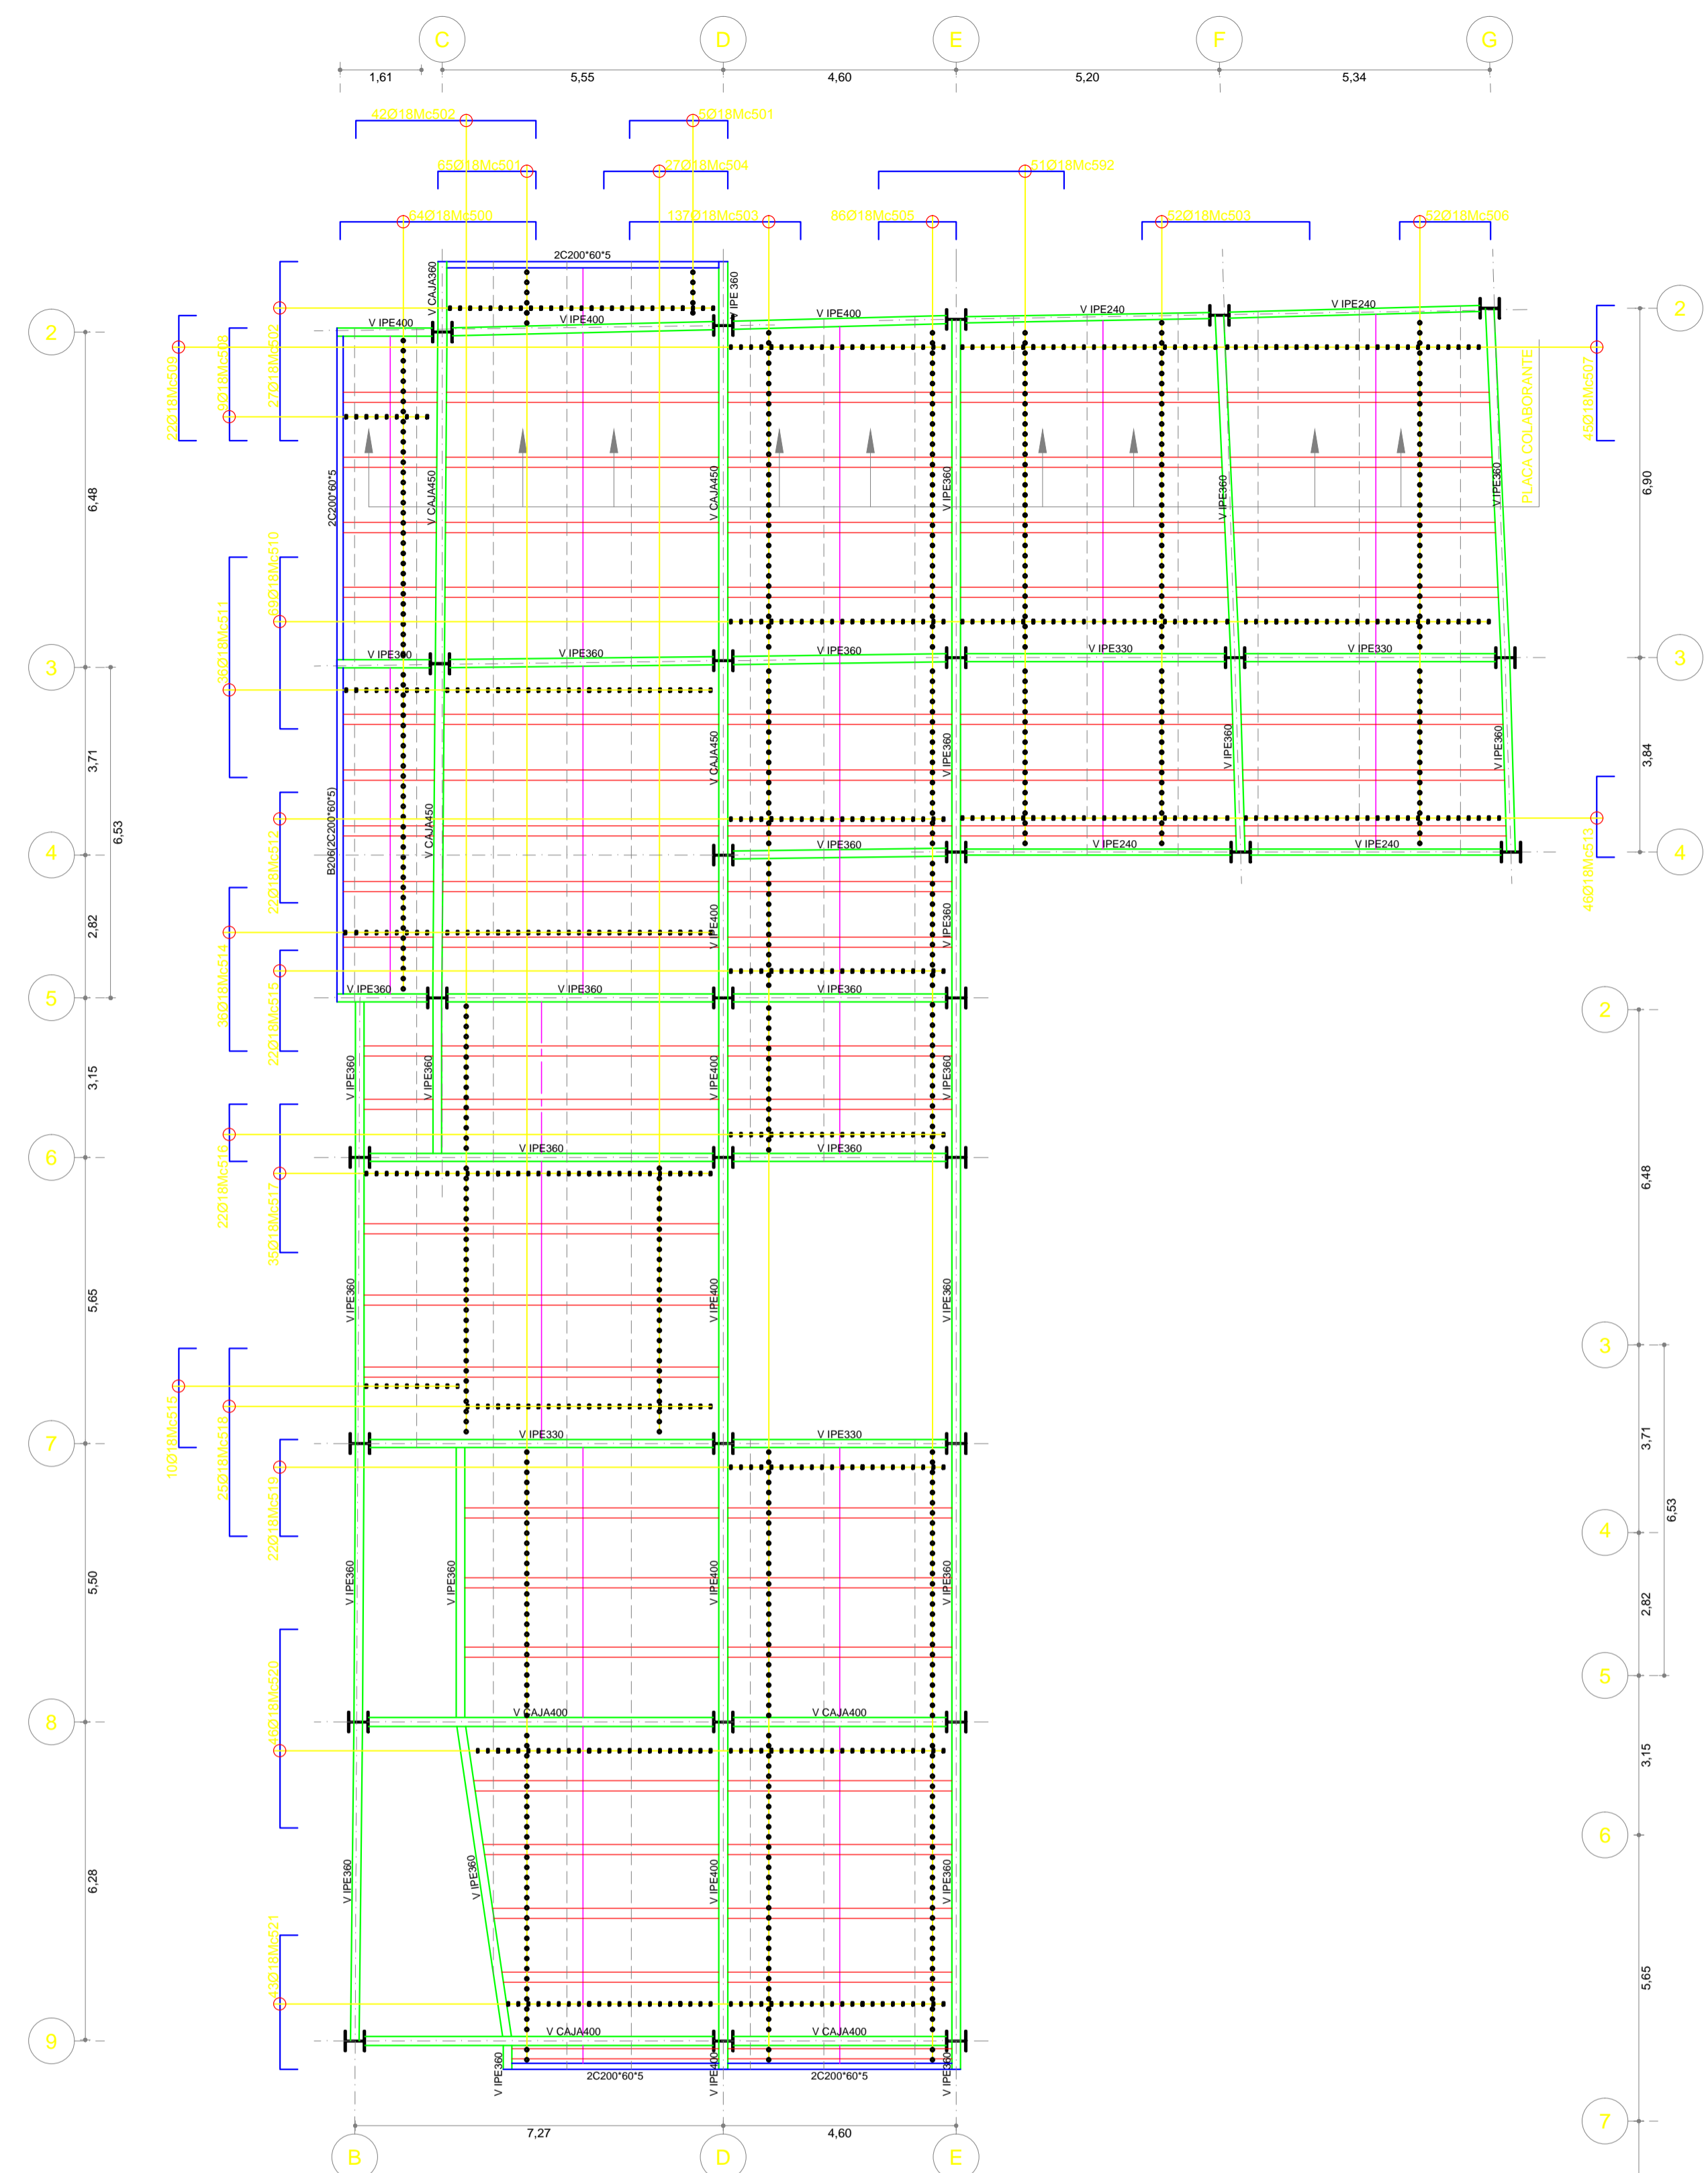 C
D
E
F
G
1,61
5,55
4,60
5,20
5,34
42Ø18Mc502
5Ø18Mc601
65Ø18Mc501
27Ø18Mc504
51Ø18Mc592
84Ø18Mc500
137Ø18Mc503
86Ø18Mc505
52Ø18Mc503
52Ø18Mc506
2C200*60*5
V CAJA360
V IPE 360
2
V IPE400
V IPE400
V IPE400
V IPE240
V IPE240
2
22Ø18Mc509
9Ø18Mc508
27Ø18Mc502
45Ø18Mc507
PLACA COLABORANTE
6,48
2C200*60*5
V CAJA450
V CAJA450
V IPE360
V IPE360
V IPE360
6,90
36Ø18Mc511
69Ø18Mc510
3
V IPE360
V IPE360
V IPE360
V IPE330
V IPE330
3
3,71
V CAJA450
V IPE360
V IPE360
V IPE360
3,84
6,53
B206(2C200*60*5)
V CAJA450
22Ø18Mc512
46Ø18Mc513
4
V IPE360
V IPE240
V IPE240
4
2,82
V IPE400
V IPE360
36Ø18Mc514
22Ø18Mc515
5
V IPE360
V IPE360
V IPE360
2
3,15
V IPE360
V IPE360
V IPE400
V IPE360
22Ø18Mc516
35Ø18Mc517
6
V IPE360
V IPE360
6,48
5,65
V IPE360
V IPE400
V IPE360
3
10Ø18Mc515
25Ø18Mc518
22Ø18Mc519
7
V IPE330
V IPE330
3,71
4
6,53
5,50
V IPE360
V IPE360
V IPE400
V IPE360
2,82
5
46Ø18Mc520
8
V CAJA400
V CAJA400
3,15
6
6,28
V IPE360
V IPE360
V IPE400
V IPE360
43Ø18Mc521
5,65
9
V CAJA400
V CAJA400
V IPE360
2C200*60*5
V IPE400
2C200*60*5
V IPE360
7
7,27
4,60
B
D
E